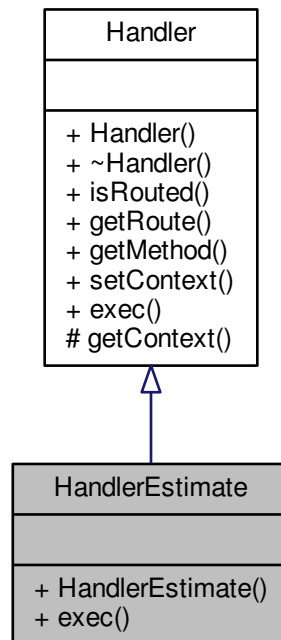 Handler
+ Handler()
+ ~Handler()
+ isRouted()
+ getRoute()
+ getMethod()
+ setContext()
+ exec()
# getContext()
HandlerEstimate
+ HandlerEstimate()
+ exec()